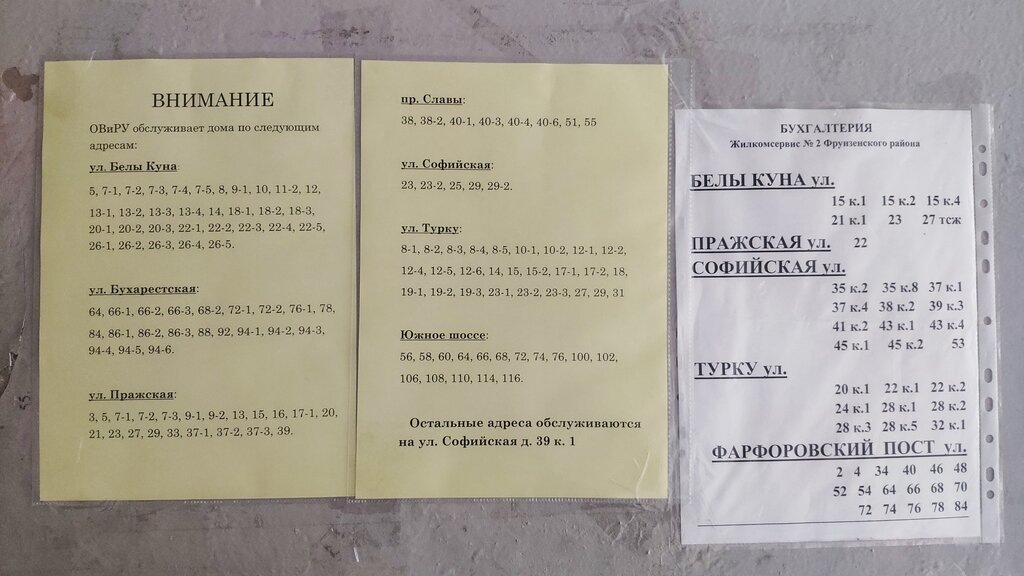 ВНИМАНИЕ
ОВиРУ обслуживает дома по следующим
адресам:
ул. Белы Куна:
5, 7-1, 7-2, 7-3, 7-4, 7-5, 8, 9-1, 10, 11-2, 12,
13-1, 13-2, 13-3, 13-4, 14, 18-1, 18-2, 18-3,
20-1, 20-2, 20-3, 22-1, 22-2, 22-3, 22-4, 22-5,
26-1, 26-2, 26-3, 26-4, 26-5.
ул. Бухарестская:
64, 66-1, 66-2, 66-3, 68-2, 72-1, 72-2, 76-1, 78,
84, 86-1, 86-2, 86-3, 88, 92, 94-1, 94-2, 94-3,
94-4, 94-5, 94-6.
ул. Пражская:
3, 5, 7-1, 7-2, 7-3, 9-1, 9-2, 13, 15, 16, 17-1, 20,
21, 23, 27, 29, 33, 37-1, 37-2, 37-3, 39.
пр. Славы:
38, 38-2, 40-1, 40-3, 40-4, 40-6, 51, 55
ул. Софийская:
23, 23-2, 25, 29, 29-2.
ул. Турку:
8-1, 8-2, 8-3, 8-4, 8-5, 10-1, 10-2, 12-1, 12-2,
12-4, 12-5, 12-6, 14, 15, 15-2, 17-1, 17-2, 18,
19-1, 19-2, 19-3, 23-1, 23-2, 23-3, 27, 29, 31
Южное шоссе:
56, 58, 60, 64, 66, 68, 72, 74, 76, 100, 102,
106, 108, 110, 114, 116.
Остальные адреса обслуживаются
на ул. Софийская д. 39 к. 1
БУХГАЛТЕРИЯ
Жилкомсервис № 2 Фрунзенского района
БЕЛЫ КУНА ул.
15 к.1 15 к.2 15 к.4
21 к.1 23 27 тсж
ПРАЖСКАЯ ул. 22
СОФИЙСКАЯ ул.
35 к.2 35 к.8 37 к.1
37 к.4 38 к.2 39 к.3
41 к.2 43 к.1 43 к.4
45 к.1 45 к.2 53
ТУРКУ ул.
20 к.1 22 к.1 22 к.2
24 к.1 28 к.1 28 к.2
28 к.3 28 к.5 32 к.1
ФАРФОРОВСКИЙ ПОСТ ул.
2 4 34 40 46 48
52 54 64 66 68 70
72 74 76 78 84